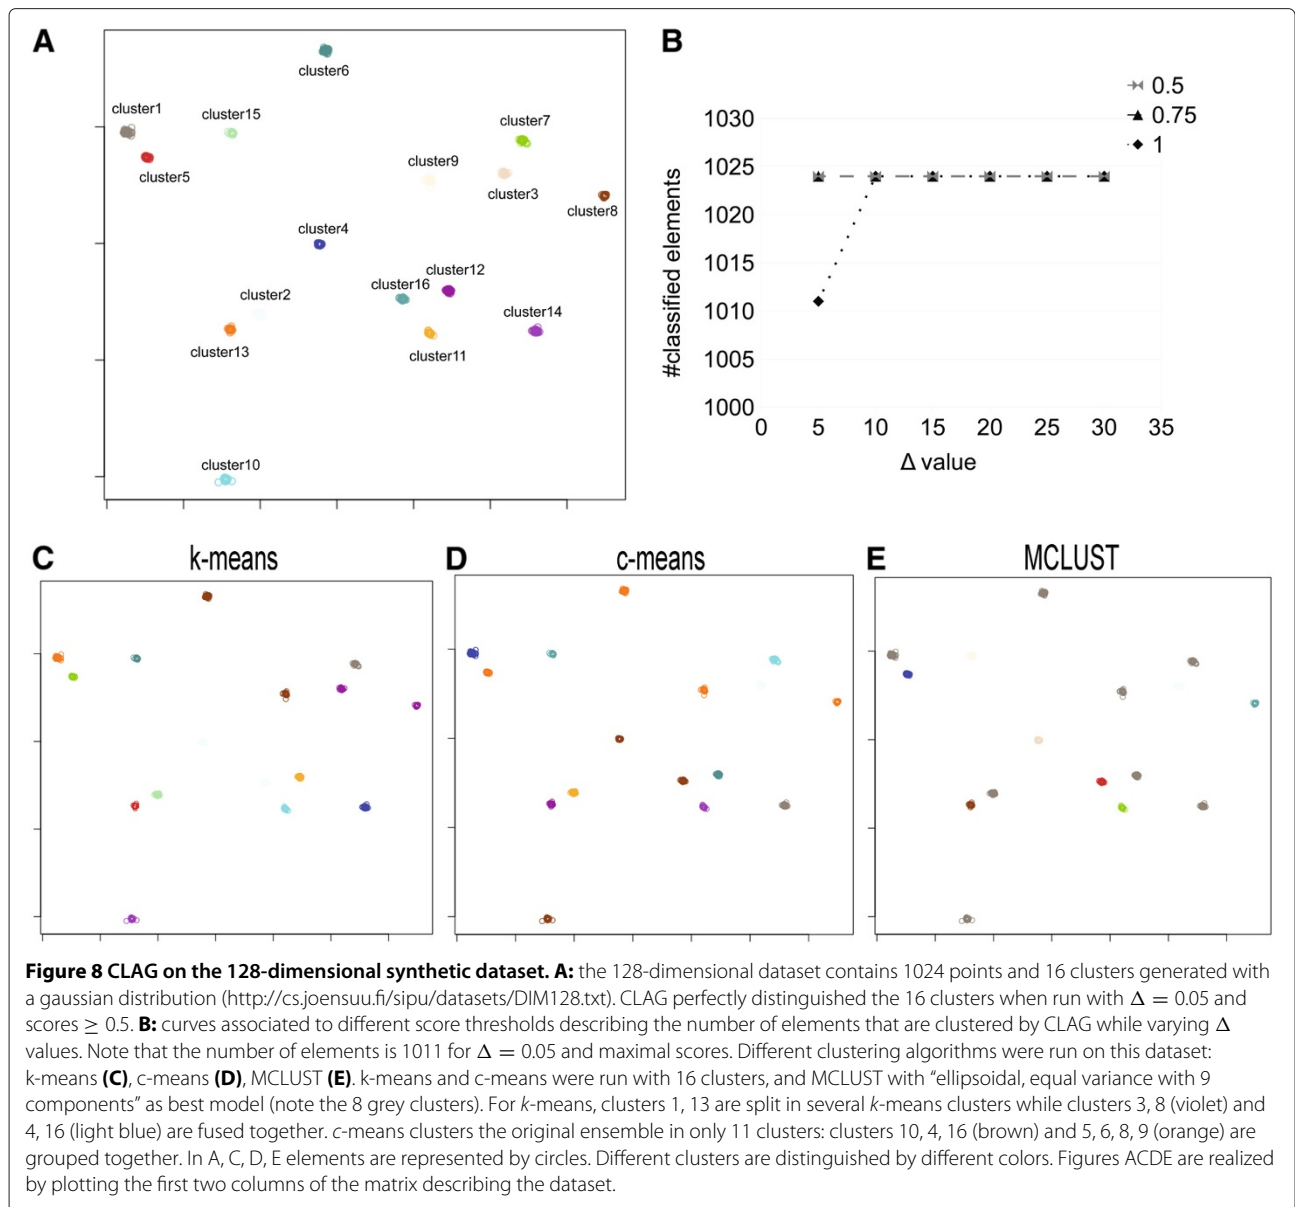 A
cluster6
cluster1
cluster15
cluster7
cluster5
cluster9
cluster3
cluster8
cluster4
cluster12
cluster16
cluster2
cluster14
cluster13
cluster11
cluster10
B
0.5
0.75
1
1030
1025
1020
1015
1010
1005
1000
#classified elements
0 5 10 15 20 25 30 35
Δ value
C k-means
D c-means
E MCLUST
Figure 8 CLAG on the 128-dimensional synthetic dataset. A: the 128-dimensional dataset contains 1024 points and 16 clusters generated with
a gaussian distribution (http://cs.joensuu.fi/sipu/datasets/DIM128.txt). CLAG perfectly distinguished the 16 clusters when run with Δ = 0.05 and
scores ≥ 0.5. B: curves associated to different score thresholds describing the number of elements that are clustered by CLAG while varying Δ
values. Note that the number of elements is 1011 for Δ = 0.05 and maximal scores. Different clustering algorithms were run on this dataset:
k-means (C), c-means (D), MCLUST (E). k-means and c-means were run with 16 clusters, and MCLUST with “ellipsoidal, equal variance with 9
components” as best model (note the 8 grey clusters). For k-means, clusters 1, 13 are split in several k-means clusters while clusters 3, 8 (violet) and
4, 16 (light blue) are fused together. c-means clusters the original ensemble in only 11 clusters: clusters 10, 4, 16 (brown) and 5, 6, 8, 9 (orange) are
grouped together. In A, C, D, E elements are represented by circles. Different clusters are distinguished by different colors. Figures ACDE are realized
by plotting the first two columns of the matrix describing the dataset.